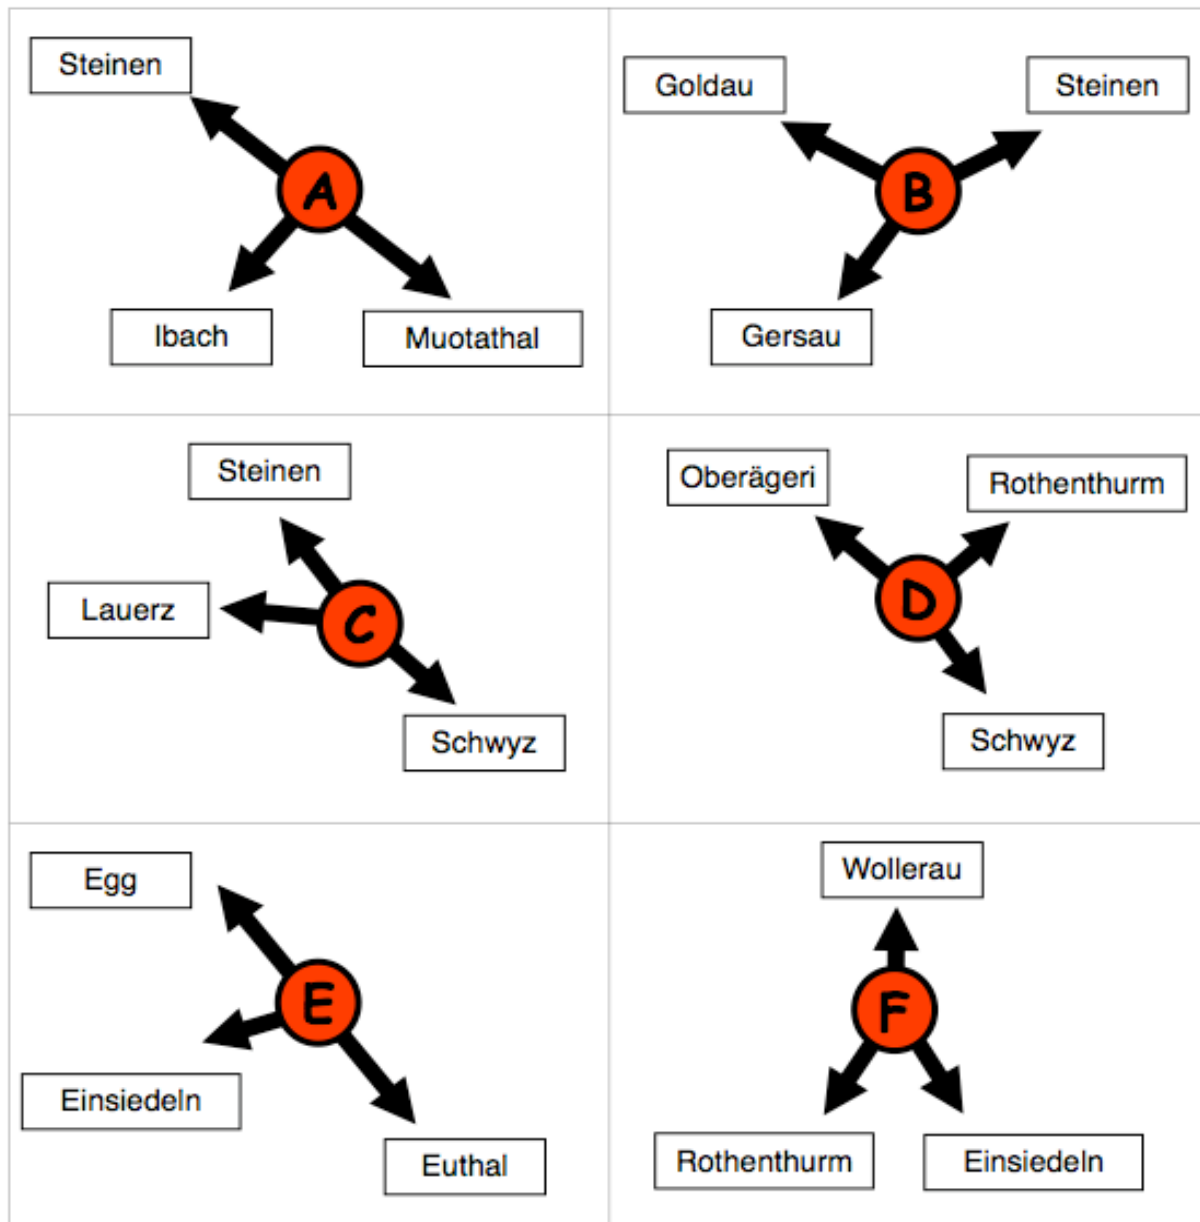 Steinen
A
Ibach
Muotathal
Goldau
Steinen
B
Gersau
Steinen
Lauerz
C
Schwyz
Oberägeri
Rothenthurm
D
Schwyz
Egg
E
Einsiedeln
Euthal
Wollerau
F
Rothenthurm
Einsiedeln